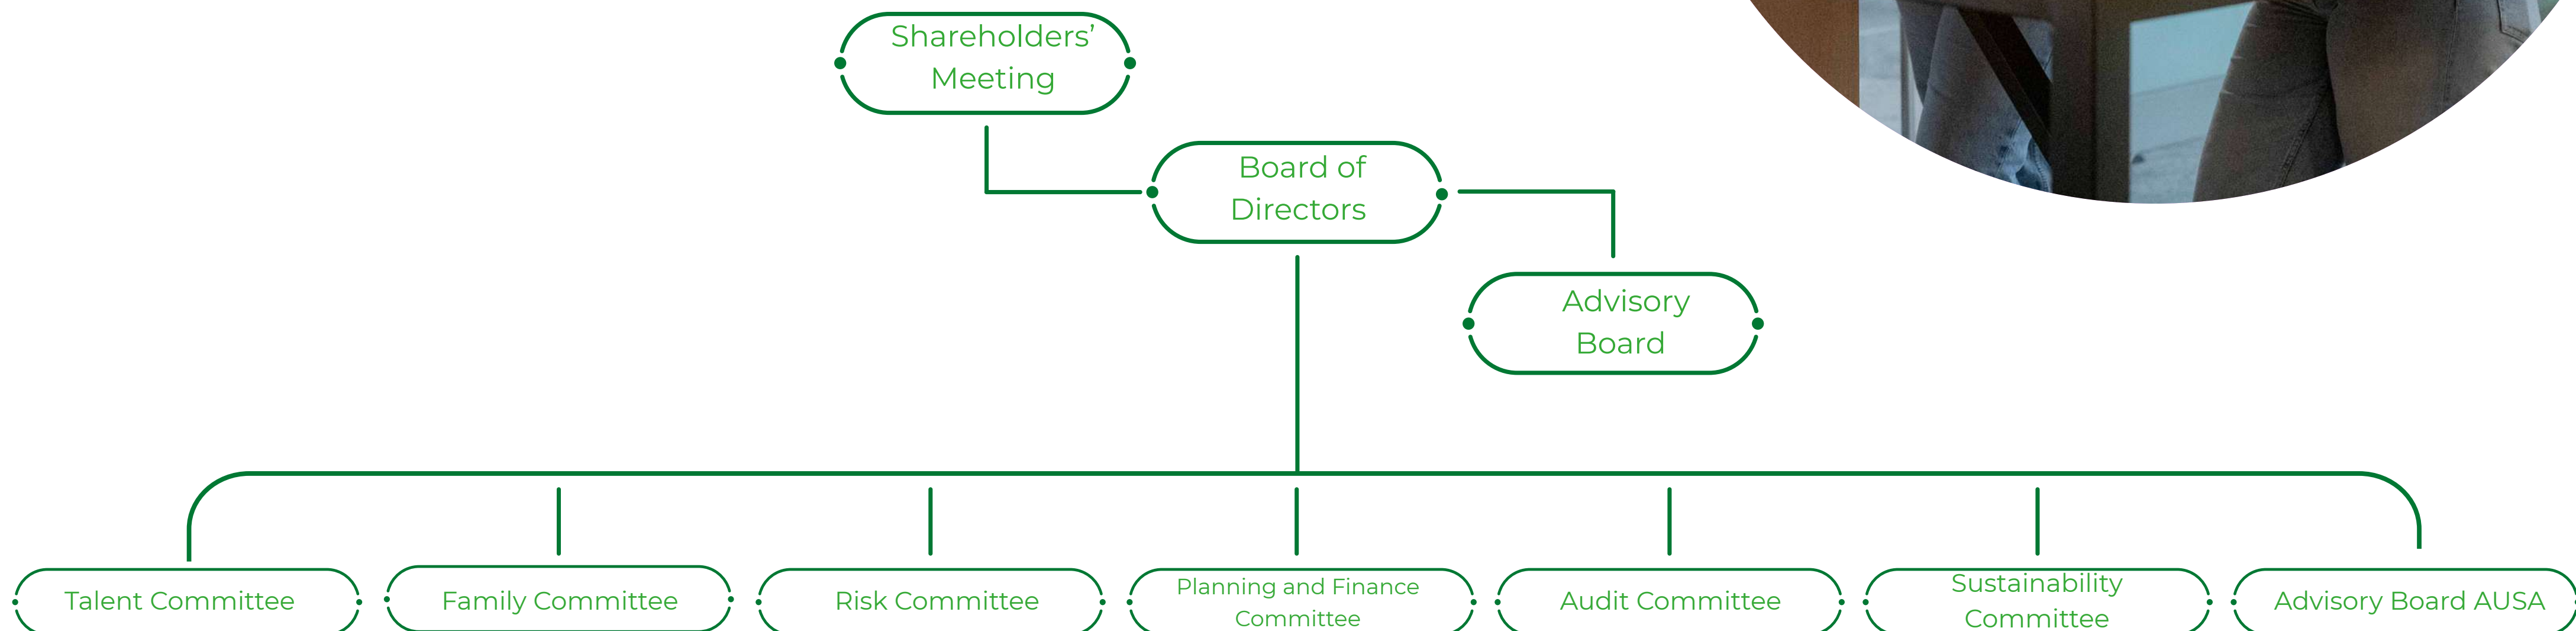 Shareholders’
Meeting
Board of
Directors
Advisory
Board
Talent Committee
Family Committee
Risk Committee
Planning and Finance
Committee
Audit Committee
Sustainability
Committee
Advisory Board AUSA